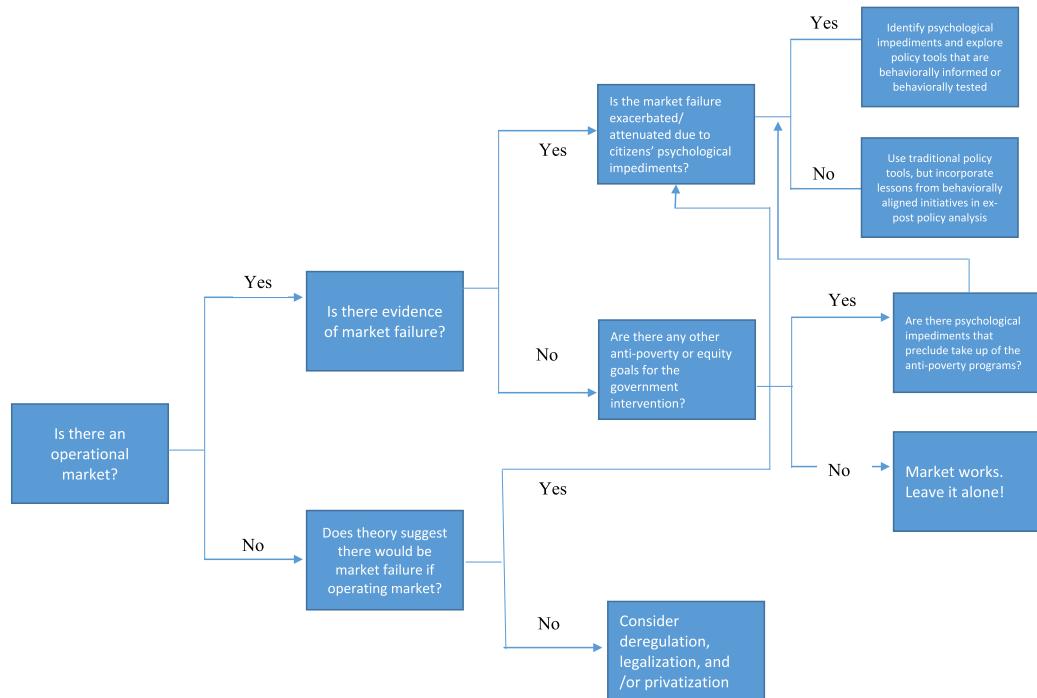 Yes
Identify psychological
impediments and explore
policy tools that are
behaviorally informed or
behaviorally tested
Is the market failure
exacerbated/
attenuated due to
citizens' psychological
impediments?
Yes
No
Use traditional policy
tools, but incorporate
lessons from behaviorally
aligned initiatives in ex-
post policy analysis
Yes
Is there evidence
of market failure?
No
Are there any other
anti-poverty or equity
goals for the
government
intervention?
Yes
Are there psychological
impediments that
preclude take up of the
anti-poverty programs?
Is there an
operational
market?
No
Market works.
Leave it alone!
No
Does theory suggest
there would be
market failure if
operating market?
Yes
No
Consider
deregulation,
legalization, and
/or privatization